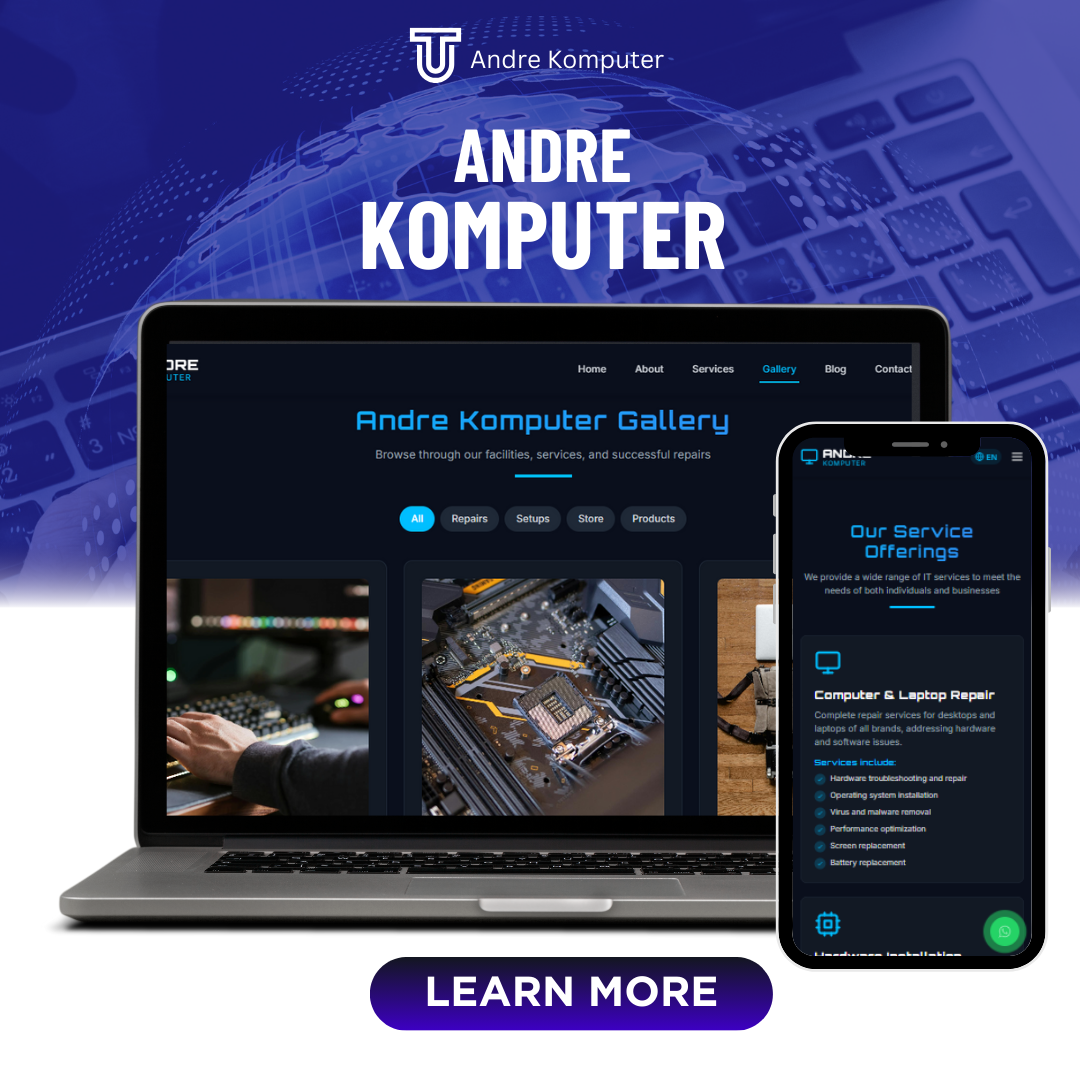 Andre Komputer
ANDRE
KOMPUTER
DRE
UTER
Home About Services Gallery Blog Contact
Andre Komputer Gallery
Browse through our facilities, services, and successful repairs
All Repairs Setups Store Products
KOMPUTER
EN
Our Service
Offerings
We provide a wide range of IT services to meet the
needs of both individuals and businesses
Computer & Laptop Repair
Complete repair services for desktops and
laptops of all brands, addressing hardware
and software issues.
Services include:
Hardware troubleshooting and repair
Operating system installation
Virus and malware removal
Performance optimization
Screen replacement
Battery replacement
Hardware Installation
LEARN MORE